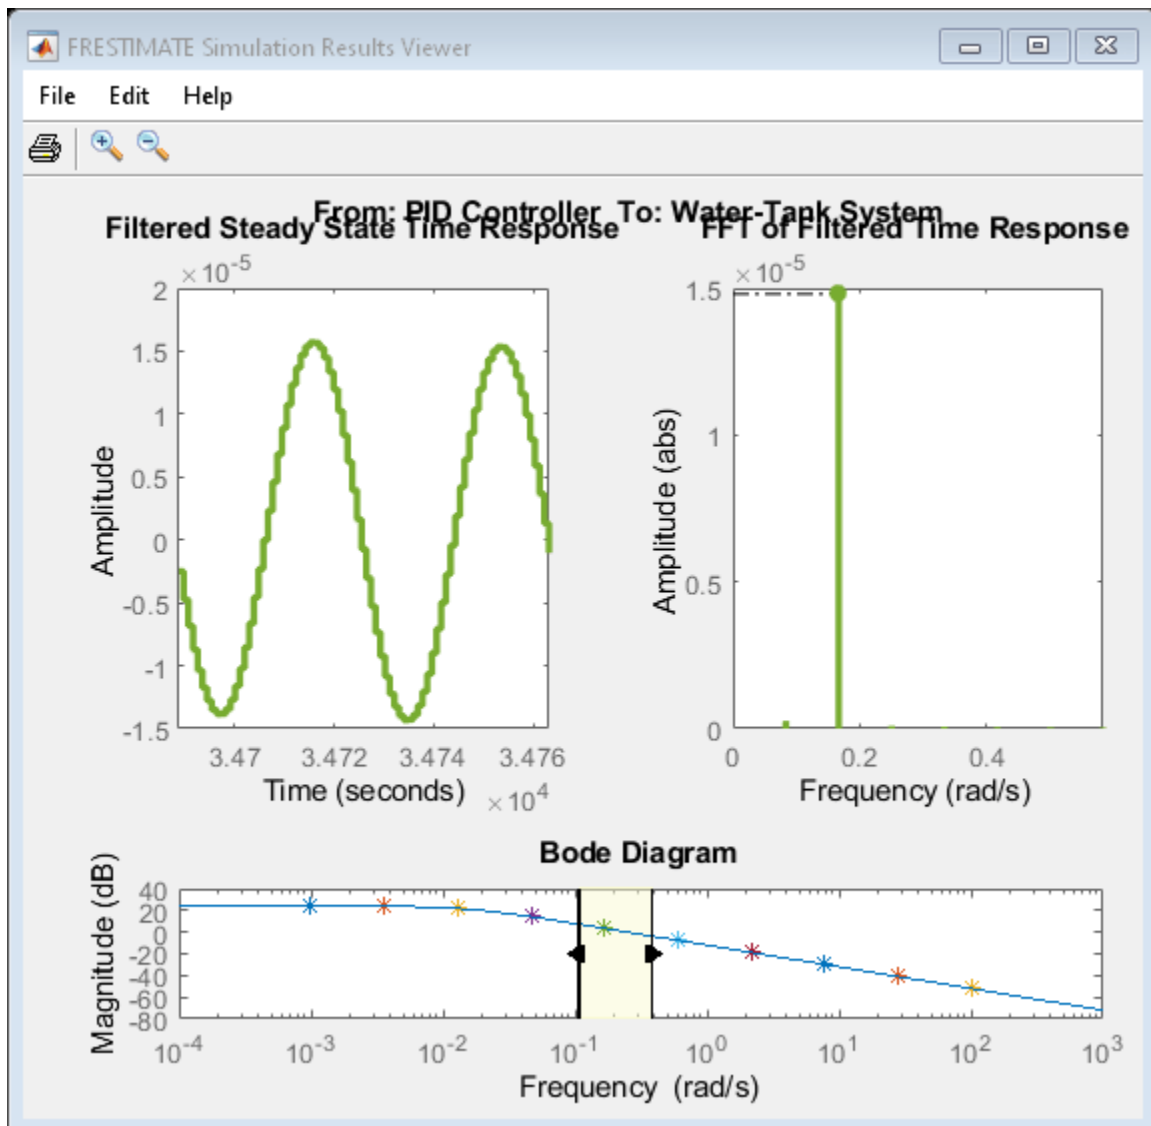 FRESTIMATE Simulation Results Viewer
File Edit Help
From: PID Controller To: Water-Tank System
Filtered Steady State Time Response
FFT of Filtered Time Response
×10^-5
2
1.5
1
0.5
0
-0.5
-1
-1.5
Amplitude
3.47 3.472 3.474 3.476
Time (seconds) ×10^4
×10^-5
1.5
1
0.5
0
Amplitude (abs)
0 0.2 0.4
Frequency (rad/s)
Bode Diagram
40
20
0
-20
-40
-60
-80
Magnitude (dB)
10^-4 10^-3 10^-2 10^-1 10^0 10^1 10^2 10^3
Frequency (rad/s)